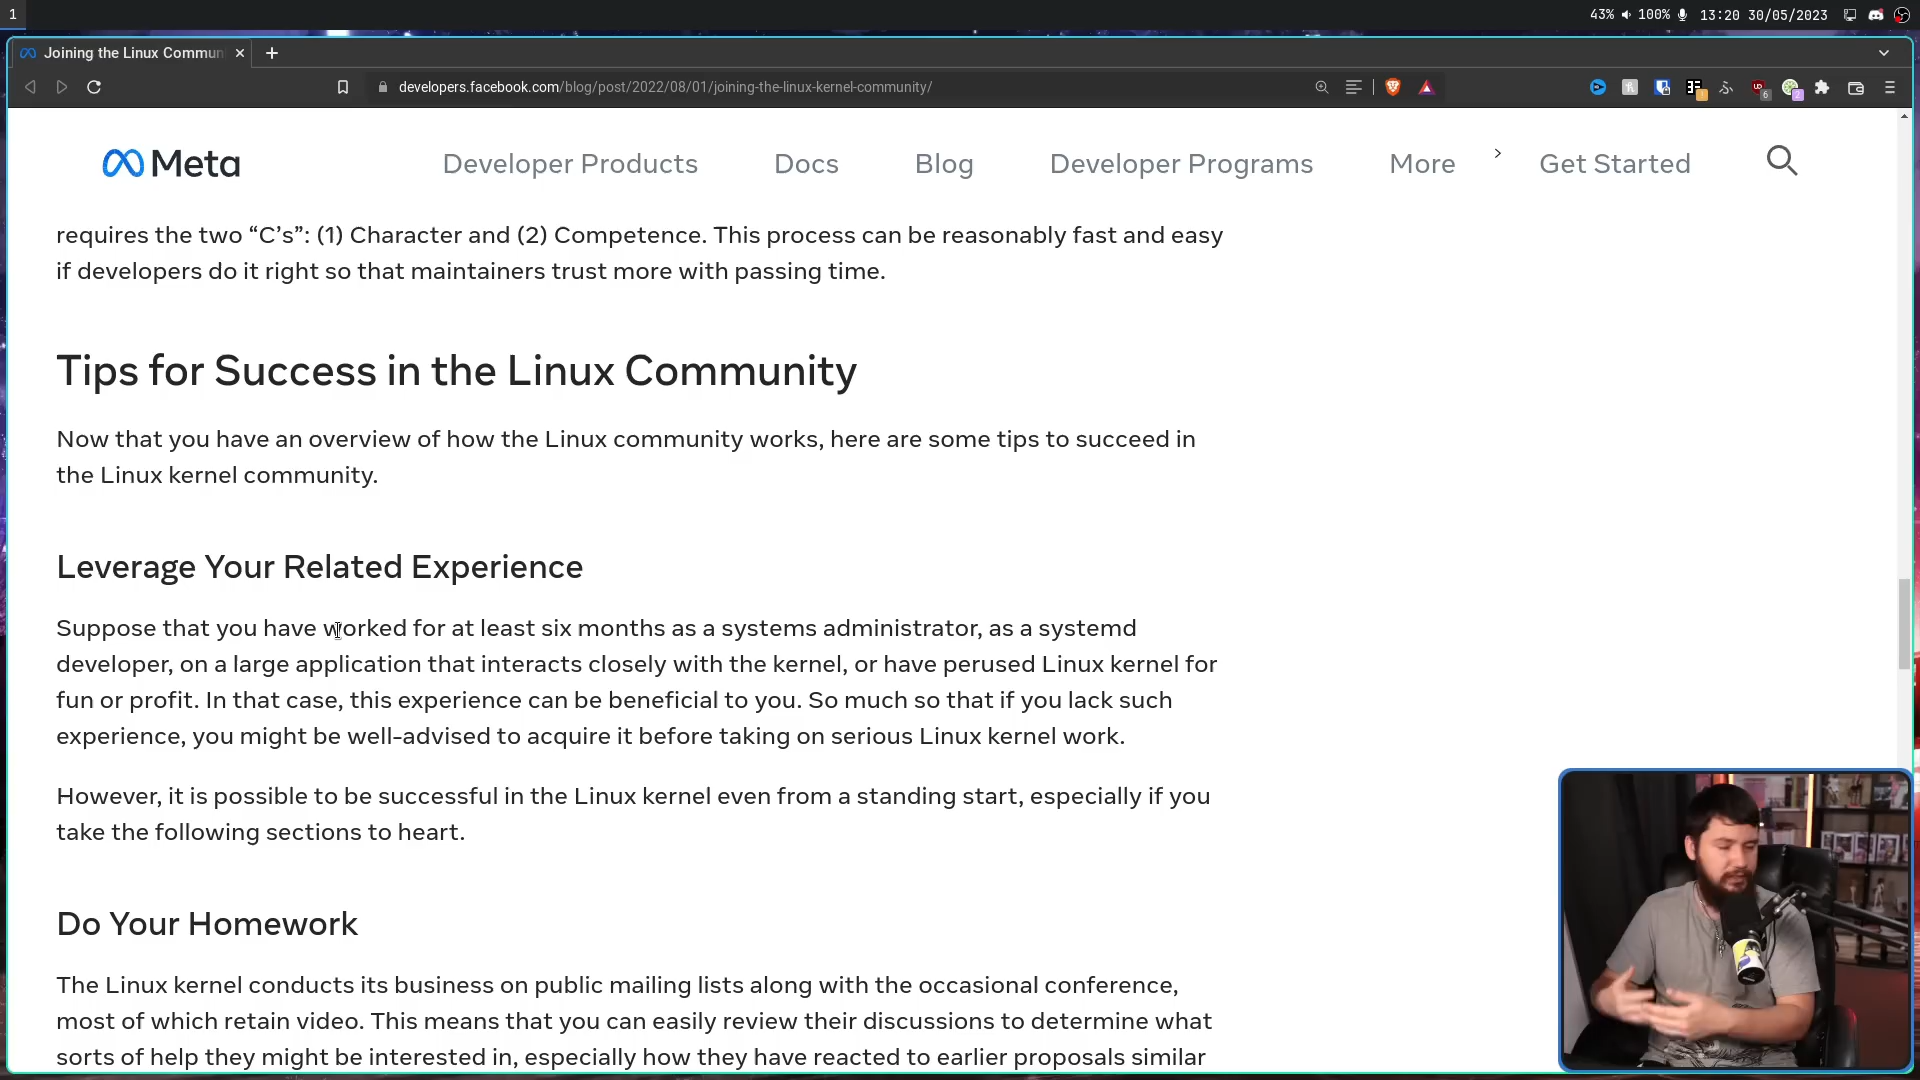 1
43% 100% 13:20 30/05/2023
Joining the Linux Commun
developers.facebook.com/blog/post/2022/08/01/joining-the-linux-kernel-community/
Meta Developer Products Docs Blog Developer Programs More Get Started
requires the two “C’s”: (1) Character and (2) Competence. This process can be reasonably fast and easy
if developers do it right so that maintainers trust more with passing time.
Tips for Success in the Linux Community
Now that you have an overview of how the Linux community works, here are some tips to succeed in
the Linux kernel community.
Leverage Your Related Experience
Suppose that you have worked for at least six months as a systems administrator, as a systemd
developer, on a large application that interacts closely with the kernel, or have perused Linux kernel for
fun or profit. In that case, this experience can be beneficial to you. So much so that if you lack such
experience, you might be well-advised to acquire it before taking on serious Linux kernel work.
However, it is possible to be successful in the Linux kernel even from a standing start, especially if you
take the following sections to heart.
Do Your Homework
The Linux kernel conducts its business on public mailing lists along with the occasional conference,
most of which retain video. This means that you can easily review their discussions to determine what
sorts of help they might be interested in, especially how they have reacted to earlier proposals similar